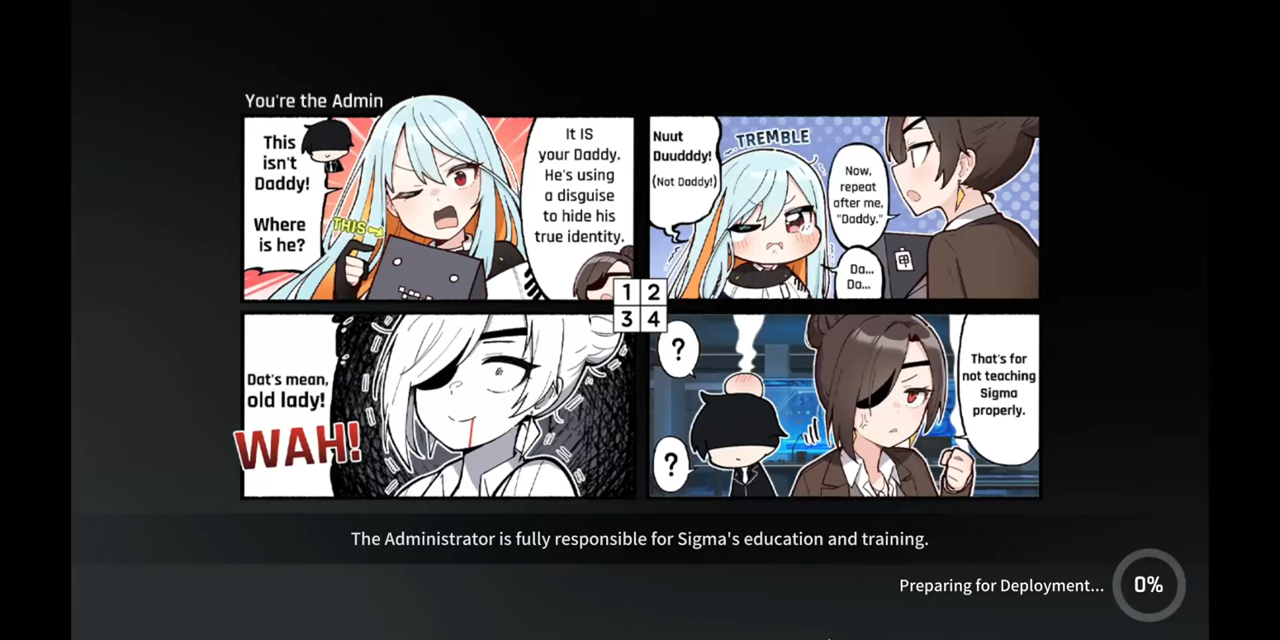 You're the Admin
This
isn't
Daddy!
Where
is he?
THIS
It IS
your Daddy.
He's using
a disguise
to hide his
true identity.
Nuut
Duudddy!
(Not Daddy!)
TREMBLE
Now,
repeat
after me,
"Daddy."
Da...
Da...
甲
1 2
3 4
Dat's mean,
old lady!
WAH!
?
?
That's for
not teaching
Sigma
properly.
The Administrator is fully responsible for Sigma's education and training.
Preparing for Deployment...
0%